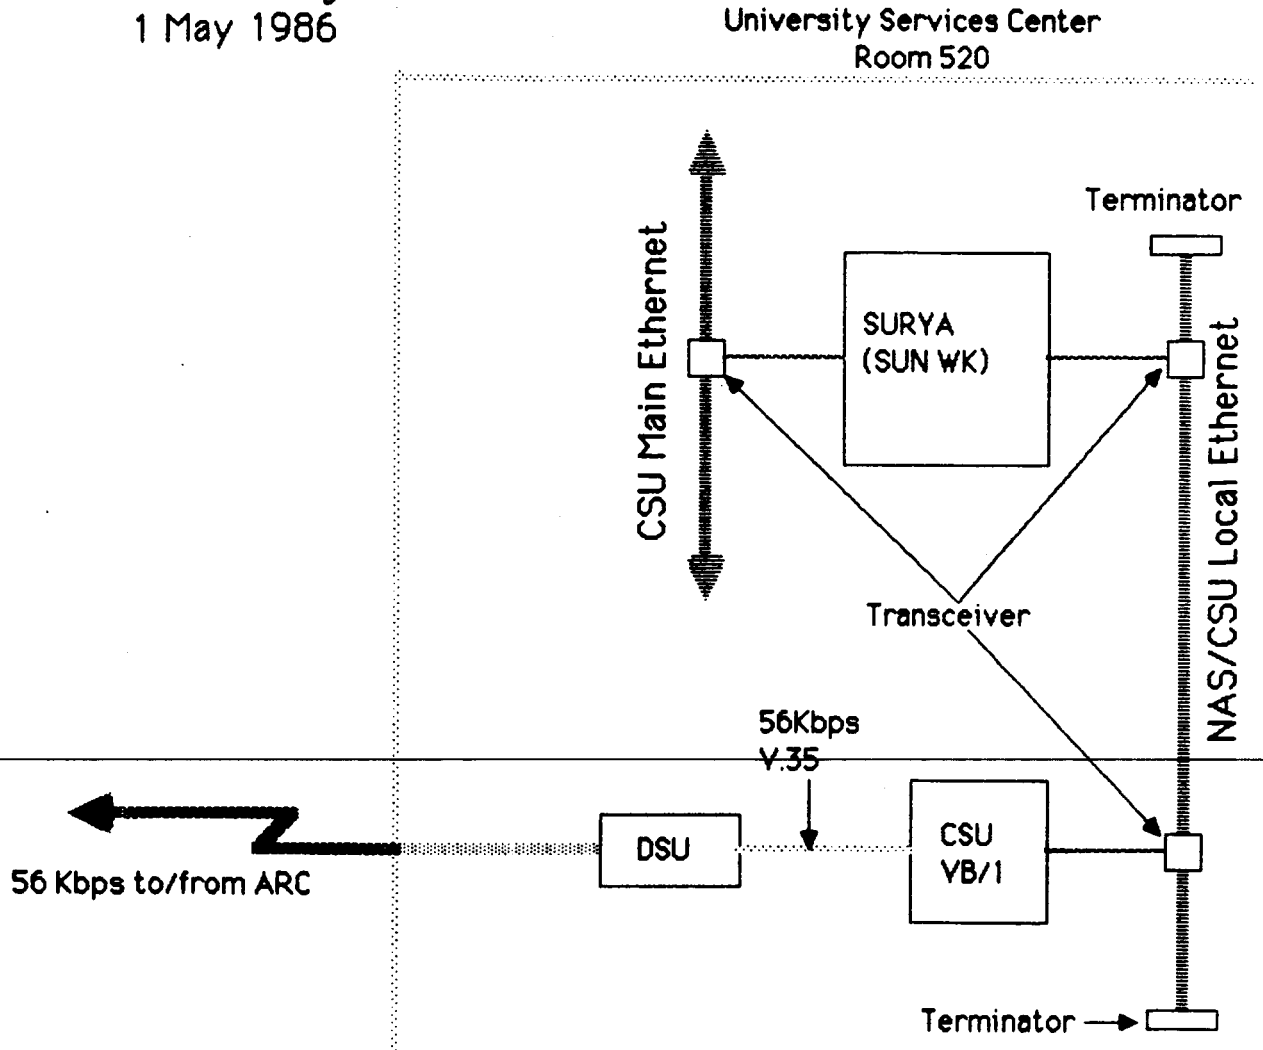 1 May 1986
University Services Center
Room 520
Terminator
CSU Main Ethernet
SURYA
(SUN WK)
NAS/CSU Local Ethernet
Transceiver
56Kbps
V.35
DSU
CSU
VB/1
56 Kbps to/from ARC
Terminator